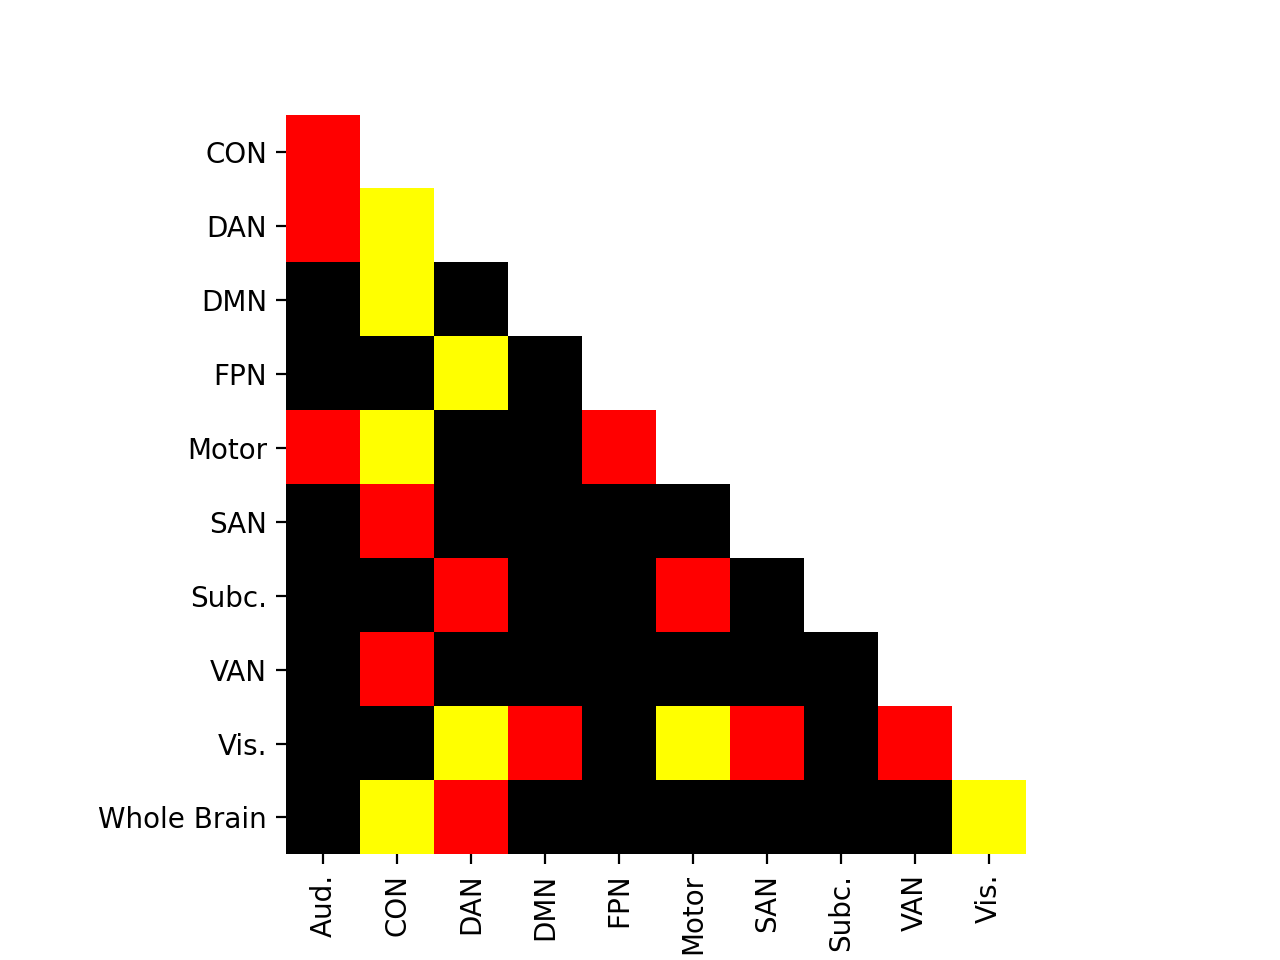 CON
DAN
DMN
FPN
Motor
SAN
Subc.
VAN
Vis.
Whole Brain
Aud.
CON
DAN
DMN
FPN
Motor
SAN
Subc.
VAN
Vis.